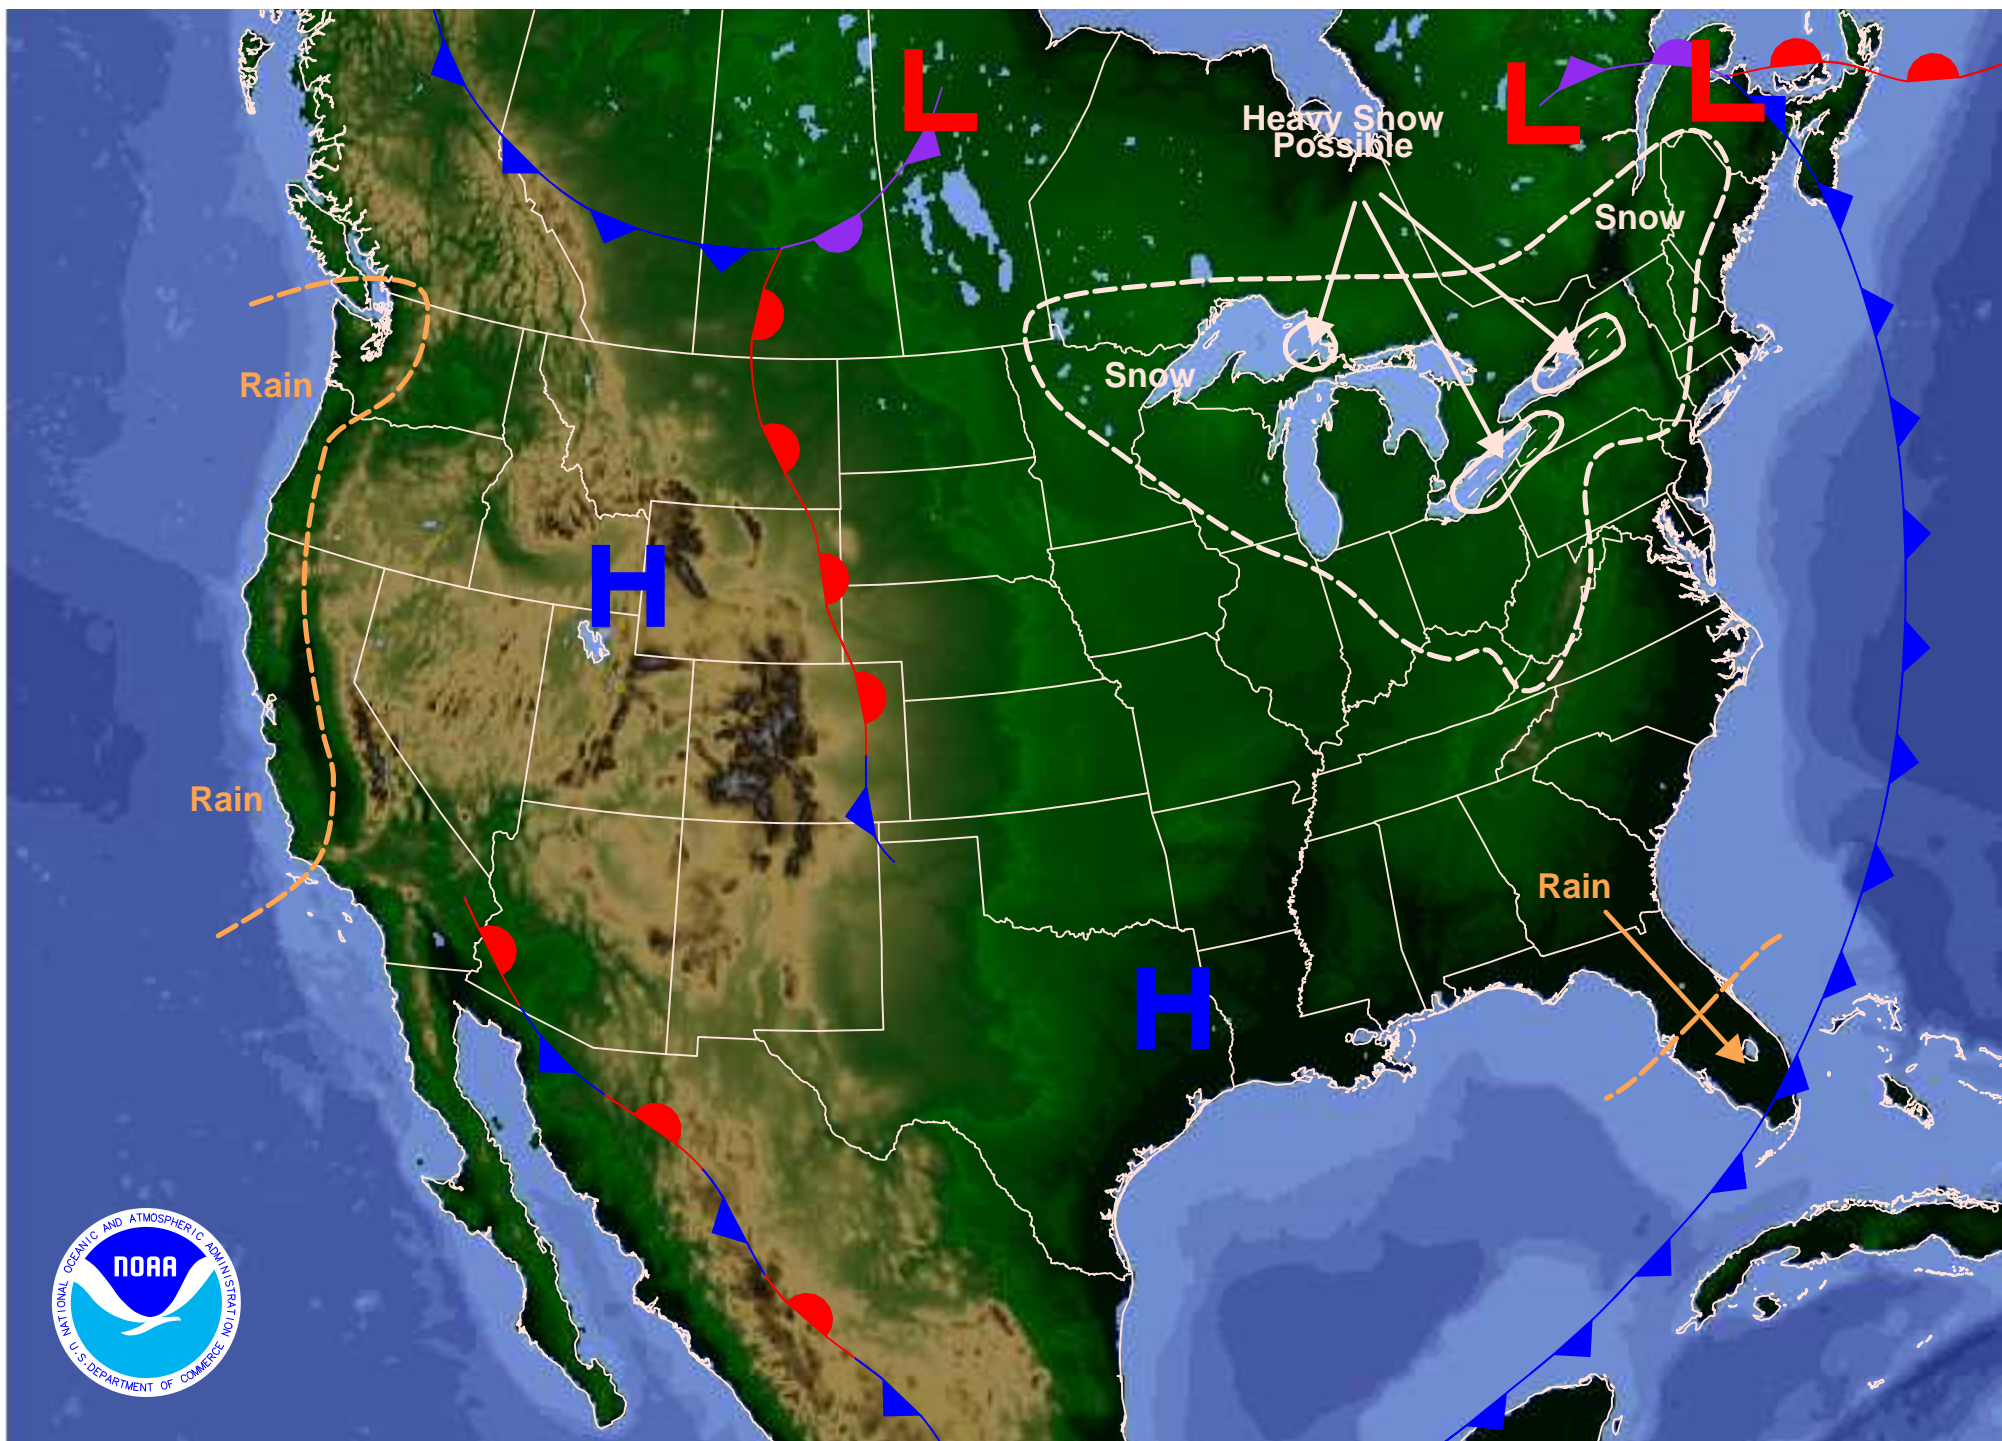 L
L
L
Heavy Snow
Possible
Snow
Rain
Snow
H
Rain
Rain
H
NATIONAL OCEANIC AND ATMOSPHERIC ADMINISTRATION
NOAA
U.S. DEPARTMENT OF COMMERCE